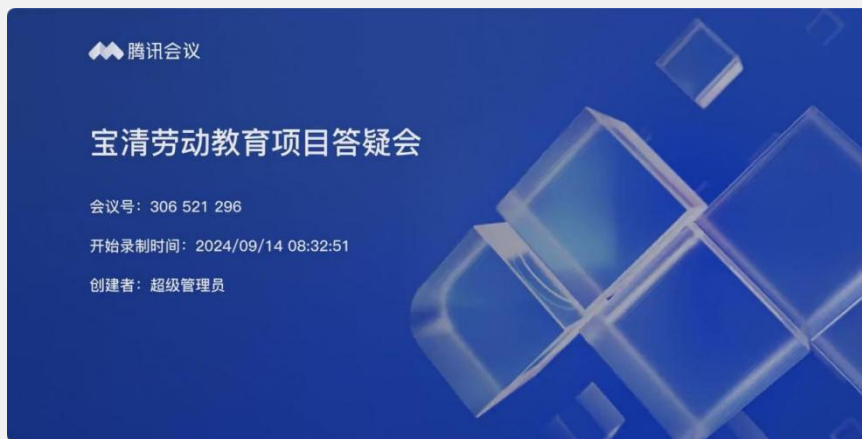 腾讯会议
宝清劳动教育项目答疑会
会议号：306 521 296
开始录制时间：2024/09/14 08:32:51
创建者：超级管理员